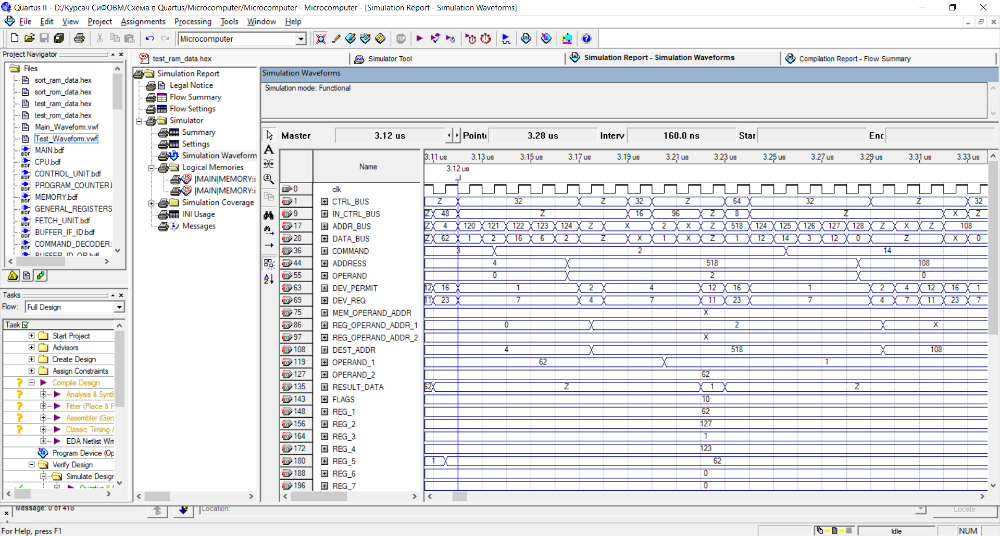 Quartus II - D:/Курсач СиФОВМ/Схема в Quartus/Microcomputer/Microcomputer - Microcomputer - [Simulation Report - Simulation Waveforms]
File Edit View Project Assignments Processing Tools Window Help
Microcomputer
STOP
Project Navigator
Files
sort_ram_data.hex
sort_rom_data.hex
test_ram_data.hex
test_rom_data.hex
Main_Waveform.vwf
Test_Waveform.vwf
MAIN.bdf
CPU.bdf
CONTROL_UNIT.bdf
PROGRAM_COUNTER.
MEMORY.bdf
GENERAL_REGISTERS
FETCH_UNIT.bdf
BUFFER_IF_ID.bdf
COMMAND_DECODER.
BUFFER_ID_OR.bdf
Tasks
Flow: Full Design
Task
Start Project
Advisors
Create Design
Assign Constraints
Compile Design
Analysis & Synth
Fitter (Place & F
Assembler (Gen
Classic Timing A
EDA Netlist Writ
Program Device (Op
Verify Design
Simulate Design
Quartus II S
test_ram_data.hex
Simulator Tool
Simulation Report - Simulation Waveforms
Compilation Report - Flow Summary
Simulation Report
Legal Notice
Flow Summary
Flow Settings
Simulator
Summary
Settings
Simulation Waveform
Logical Memories
|MAIN|MEMORY:i
|MAIN|MEMORY:i
Simulation Coverage
INI Usage
Messages
Simulation Waveforms
Simulation mode: Functional
Master 3.12 us Pointe 3.28 us Interv 160.0 ns Star Enc
Name
3.11 us 3.13 us 3.15 us 3.17 us 3.19 us 3.21 us 3.23 us 3.25 us 3.27 us 3.29 us 3.31 us 3.33 us
3.12 us
0 clk
1 CTRL_BUS Z 32 Z 32 Z 64 32 Z 32
9 IN_CTRL_BUS Z 48 Z 16 96 Z 8 Z X Z
17 ADDR_BUS Z 4 120 121 122 123 124 Z X 2 X Z 518 124 125 126 127 128 Z X Z 108
28 DATA_BUS Z 62 1 2 16 6 2 Z X 1 X Z 1 12 14 3 12 0 Z X 0
36 COMMAND 3 2 14
44 ADDRESS 4 518 108
55 OPERAND 0 2 0
63 DEV_PERMIT 12 16 1 2 4 12 16 1 2 4 12 16 1
69 DEV_REQ 11 23 7 4 7 11 23 7 4 7 11 23 7
75 MEM_OPERAND_ADDR X
86 REG_OPERAND_ADDR_1 0 2 X
97 REG_OPERAND_ADDR_2 X
108 DEST_ADDR 4 518 108
119 OPERAND_1 62 1
127 OPERAND_2 62
135 RESULT_DATA 62 Z 1 Z
143 FLAGS 10
148 REG_1 62
156 REG_2 127
164 REG_3 1
172 REG_4 123
180 REG_5 1 62
188 REG_6 0
196 REG_7 0
Message: 0 of 418
Location:
Locate
For Help, press F1
Idle
NUM